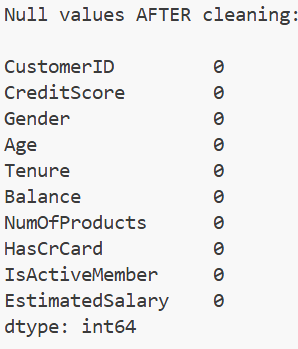 Null values AFTER cleaning:
CustomerID 0
CreditScore 0
Gender 0
Age 0
Tenure 0
Balance 0
NumOfProducts 0
HasCrCard 0
IsActiveMember 0
EstimatedSalary 0
dtype: int64